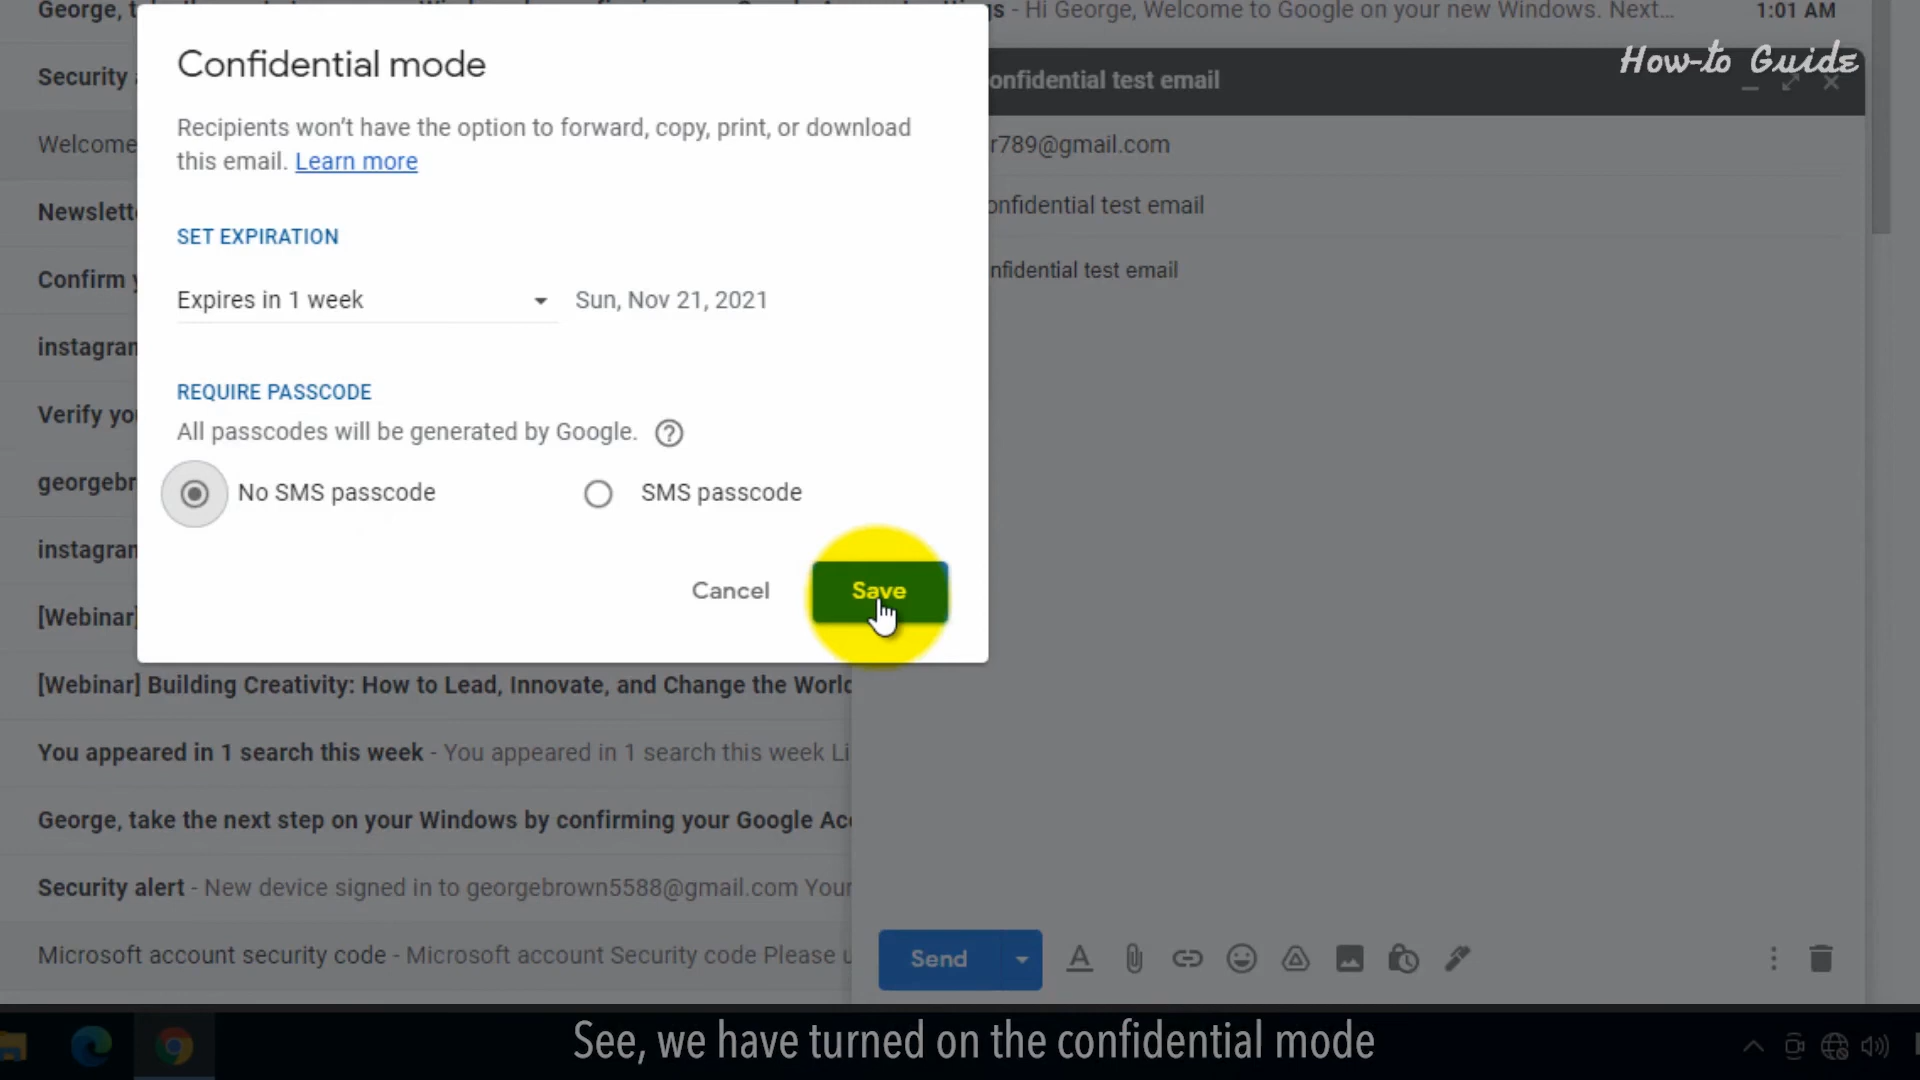 George, t
s - Hi George, Welcome to Google on your new Windows. Next... 1:01 AM
How-to Guide
Confidential mode
Recipients won't have the option to forward, copy, print, or download
this email. Learn more
SET EXPIRATION
Expires in 1 week Sun, Nov 21, 2021
REQUIRE PASSCODE
All passcodes will be generated by Google. ?
No SMS passcode SMS passcode
Cancel Save
onfidential test email
r789@gmail.com
onfidential test email
nfidential test email
Security
Welcome
Newslett
Confirm
instagran
Verify yo
georgebr
instagran
[Webinar]
[Webinar] Building Creativity: How to Lead, Innovate, and Change the World
You appeared in 1 search this week - You appeared in 1 search this week Li
George, take the next step on your Windows by confirming your Google Acc
Security alert - New device signed in to georgebrown5588@gmail.com Your
Microsoft account security code - Microsoft account Security code Please u
Send
See, we have turned on the confidential mode